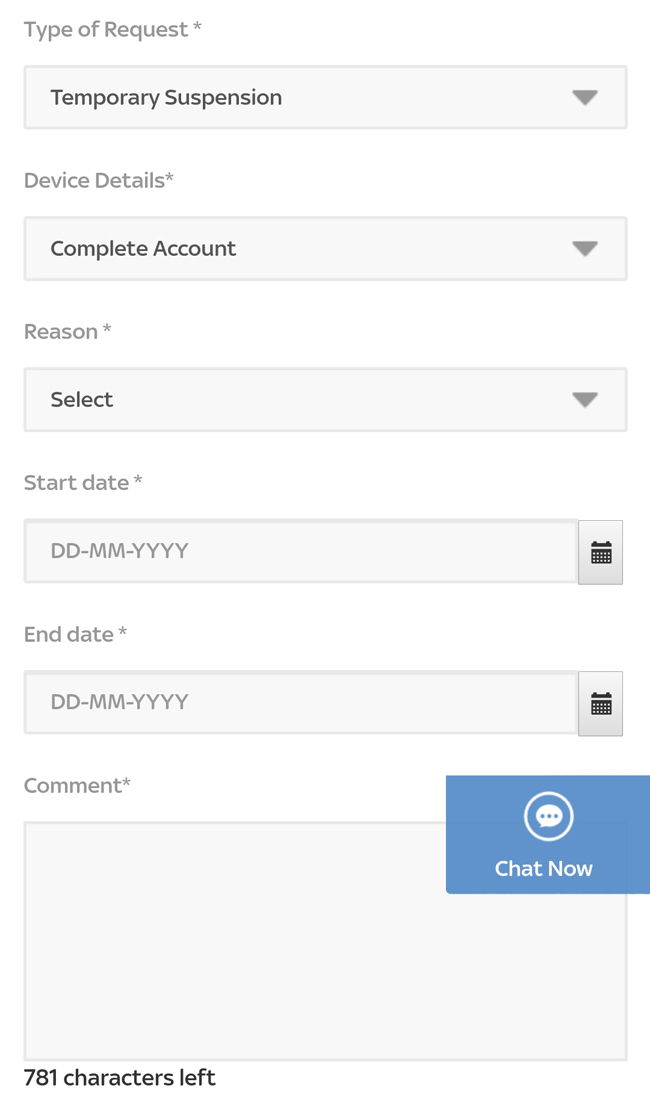 Type of Request *
Temporary Suspension
Device Details*
Complete Account
Reason *
Select
Start date *
DD-MM-YYYY
End date *
DD-MM-YYYY
Comment*
Chat Now
781 characters left